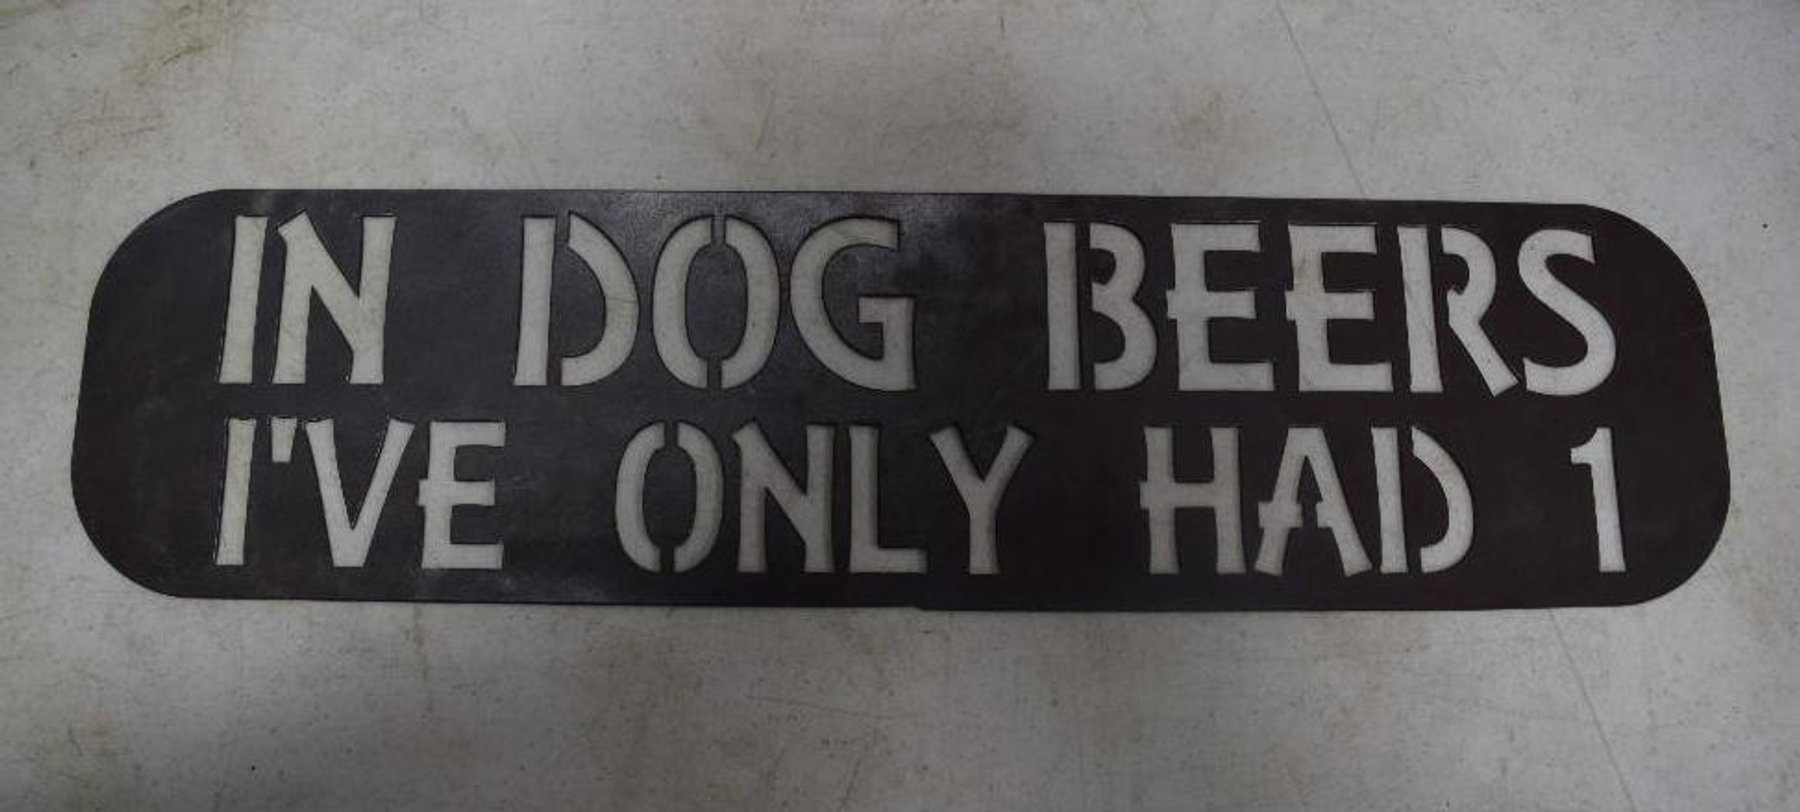 IN DOG BEERS
I'VE ONLY HAD 1